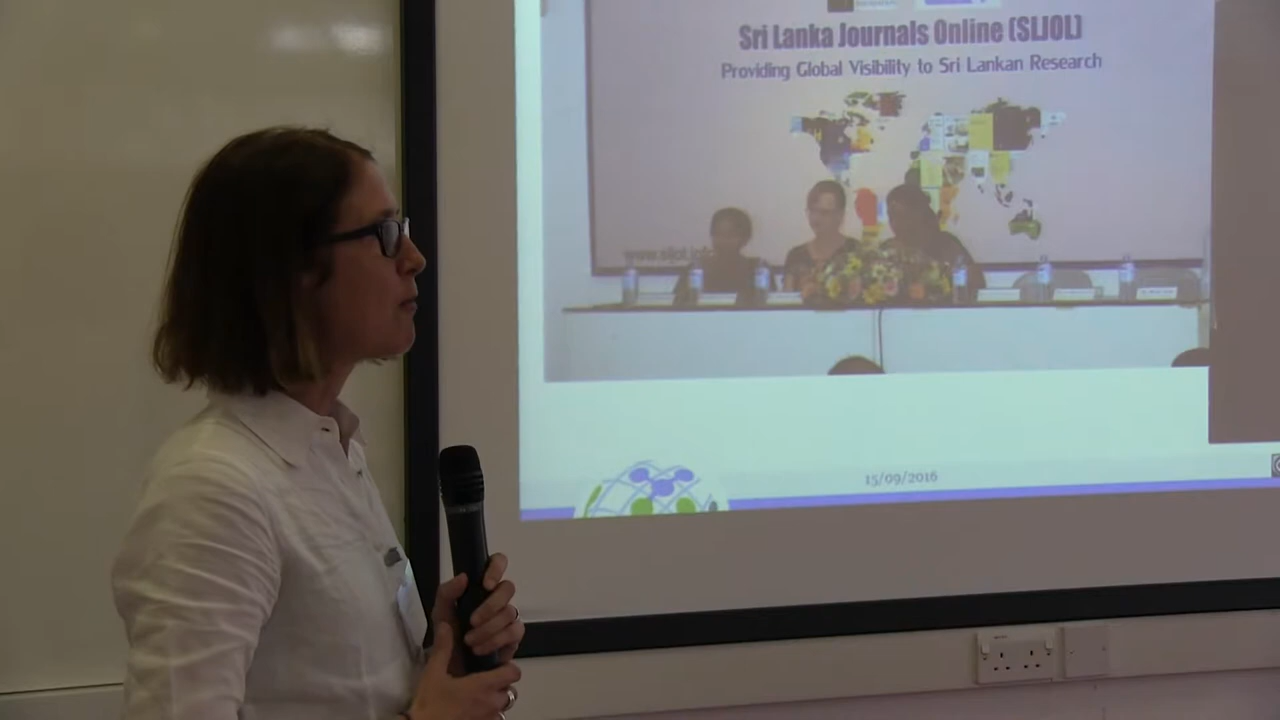 Sri Lanka Journals Online (SLJOL)
Providing Global Visibility to Sri Lankan Research
15/09/2016